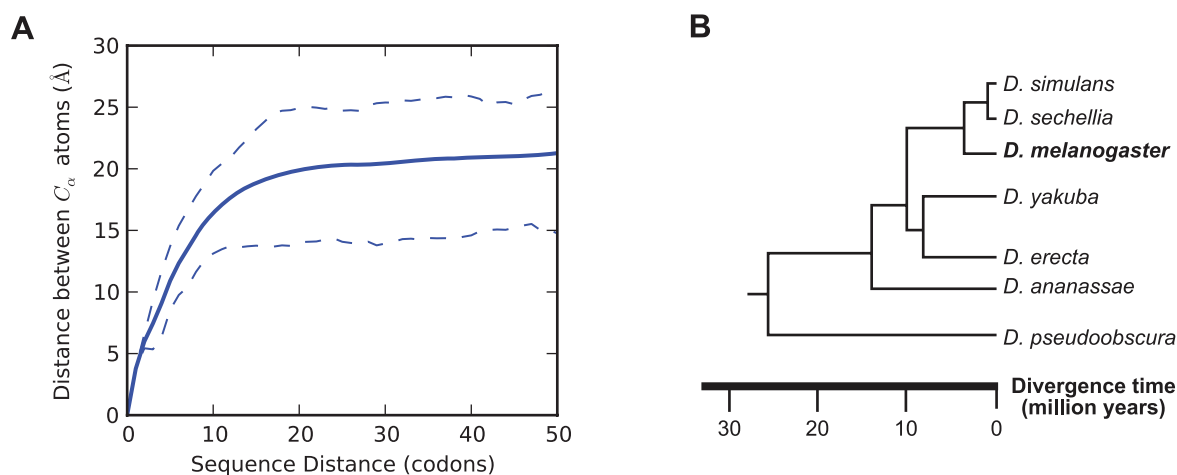 A
30
25
20
15
10
5
0
Distance between Cα atoms (Å)
0 10 20 30 40 50
Sequence Distance (codons)
B
D. simulans
D. sechellia
D. melanogaster
D. yakuba
D. erecta
D. ananassae
D. pseudoobscura
Divergence time
(million years)
30 20 10 0